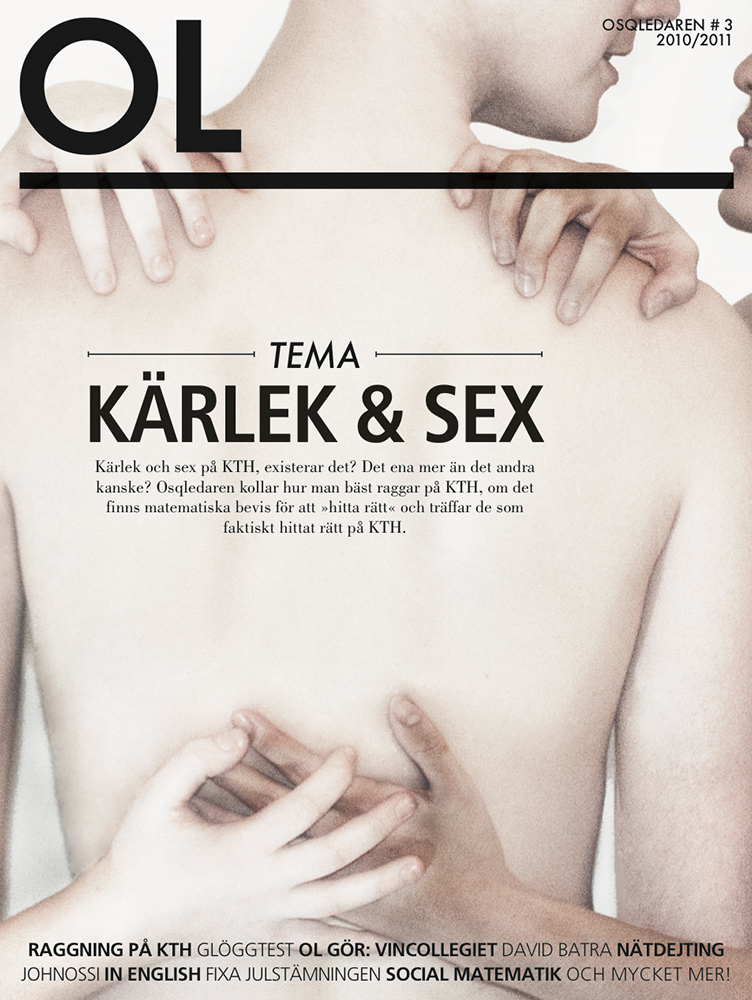 OL
OSQLEDAREN # 3
2010/2011
TEMA
KÄRLEK & SEX
Kärlek och sex på KTH, existerar det? Det ena mer än det andra
kanske? Osqledaren kollar hur man bäst raggar på KTH, om det
finns matematiska bevis för att »hitta rätt« och träffar de som
faktiskt hittat rätt på KTH.
RAGGNING PÅ KTH GLÖGGTEST OL GÖR: VINCOLLEGIET DAVID BATRA NÄTDEJTING
JOHNOSSI IN ENGLISH FIXA JULSTÄMNINGEN SOCIAL MATEMATIK OCH MYCKET MER!